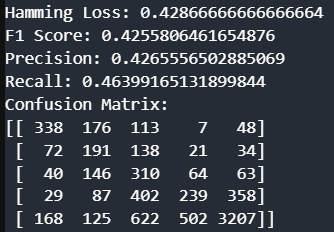 Hamming Loss: 0.42866666666666664
F1 Score: 0.4255806461654876
Precision: 0.4265556502885069
Recall: 0.46399165131899844
Confusion Matrix:
[[ 338 176 113 7 48]
[ 72 191 138 21 34]
[ 40 146 310 64 63]
[ 29 87 402 239 358]
[ 168 125 622 502 3207]]